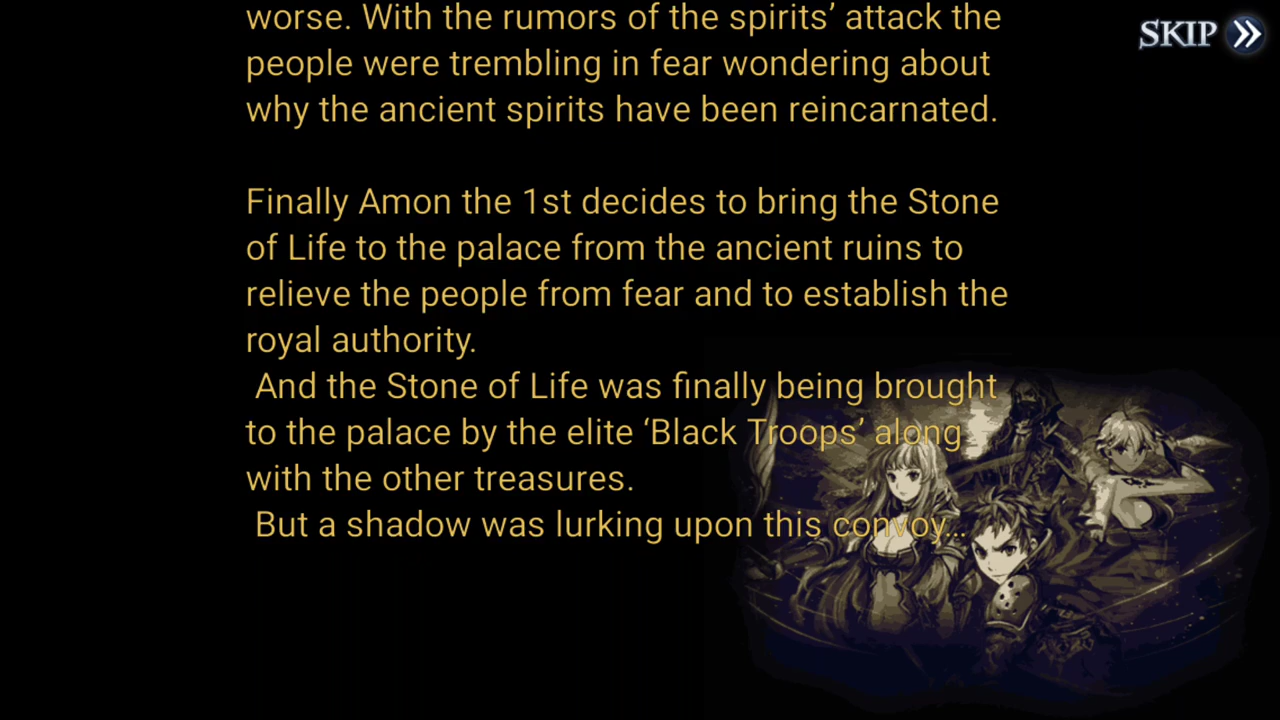 worse. With the rumors of the spirits’ attack the
people were trembling in fear wondering about
why the ancient spirits have been reincarnated.
Finally Amon the 1st decides to bring the Stone
of Life to the palace from the ancient ruins to
relieve the people from fear and to establish the
royal authority.
And the Stone of Life was finally being brought
to the palace by the elite ‘Black Troops’ along
with the other treasures.
But a shadow was lurking upon this convoy…
SKIP